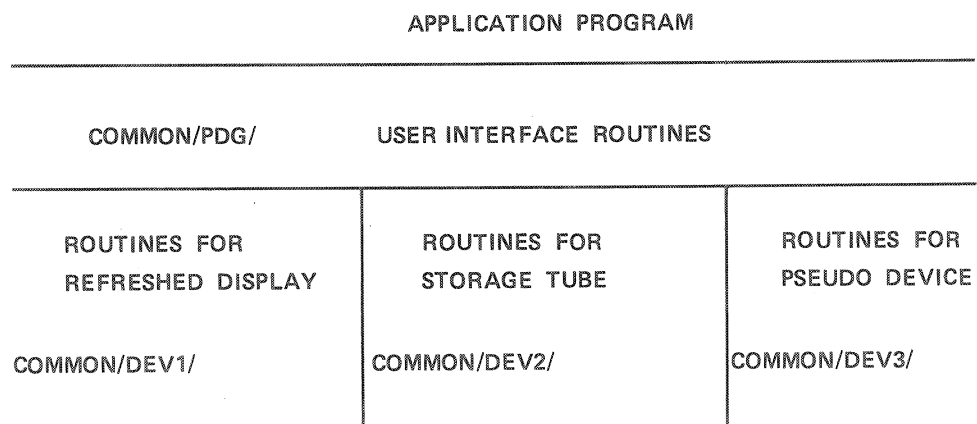 APPLICATION PROGRAM
COMMON/PDG/ USER INTERFACE ROUTINES
ROUTINES FOR
REFRESHED DISPLAY
COMMON/DEV1/
ROUTINES FOR
STORAGE TUBE
COMMON/DEV2/
ROUTINES FOR
PSEUDO DEVICE
COMMON/DEV3/